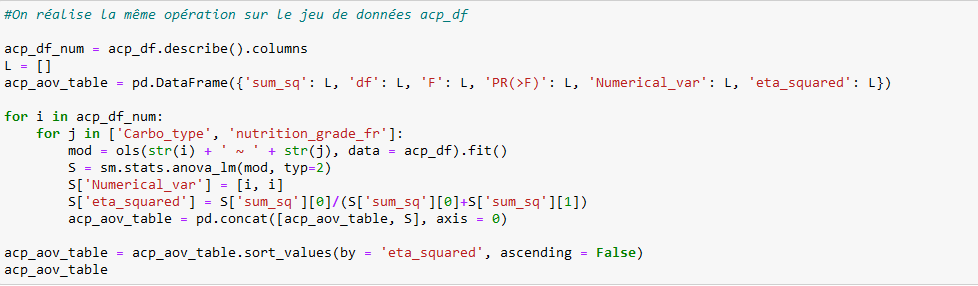 #On réalise la même opération sur le jeu de données acp_df
acp_df_num = acp_df.describe().columns
L = []
acp_aov_table = pd.DataFrame({'sum_sq': L, 'df': L, 'F': L, 'PR(>F)': L, 'Numerical_var': L, 'eta_squared': L})
for i in acp_df_num:
    for j in ['Carbo_type', 'nutrition_grade_fr']:
        mod = ols(str(i) + ' ~ ' + str(j), data = acp_df).fit()
        S = sm.stats.anova_lm(mod, typ=2)
        S['Numerical_var'] = [i, i]
        S['eta_squared'] = S['sum_sq'][0]/(S['sum_sq'][0]+S['sum_sq'][1])
        acp_aov_table = pd.concat([acp_aov_table, S], axis = 0)
acp_aov_table = acp_aov_table.sort_values(by = 'eta_squared', ascending = False)
acp_aov_table